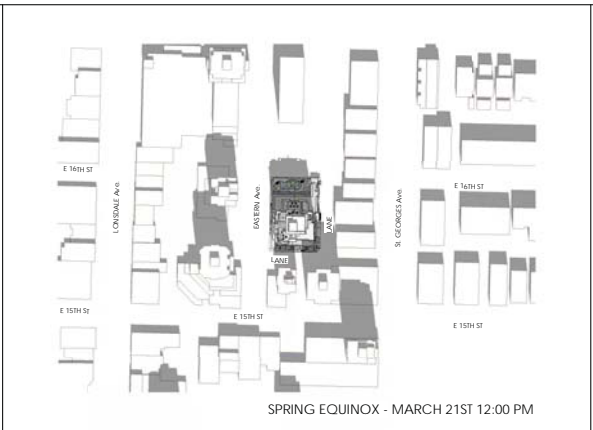 E 16TH ST
LONSDALE Ave.
EASTERN Ave.
LANE
St. GEORGES Ave.
E 16TH ST
LANE
E 15TH ST
E 15TH ST
E 15TH ST
SPRING EQUINOX - MARCH 21ST 12:00 PM